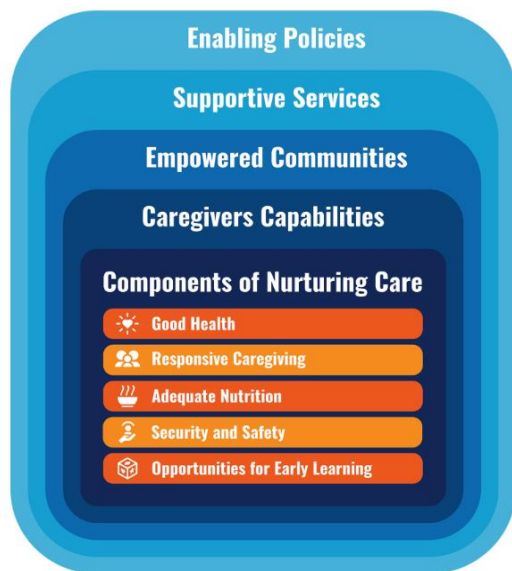 Enabling Policies
Supportive Services
Empowered Communities
Caregivers Capabilities
Components of Nurturing Care
Good Health
Responsive Caregiving
Adequate Nutrition
Security and Safety
Opportunities for Early Learning